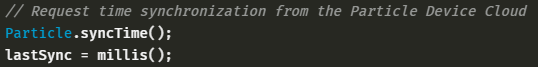 // Request time synchronization from the Particle Device Cloud
Particle.syncTime();
lastSync = millis();